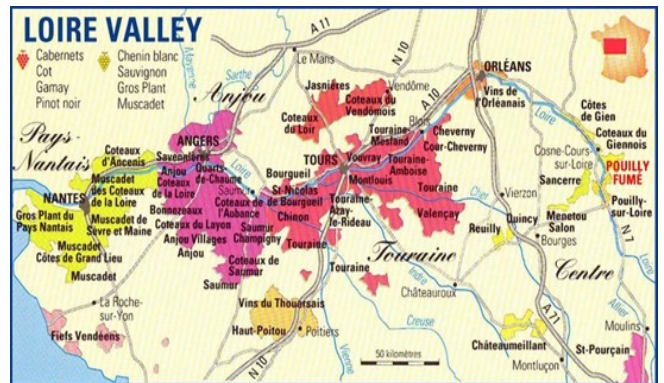 LOIRE VALLEY
Cabernets
Cot
Gamay
Pinot noir
Chenin blanc
Sauvignon
Gros Plant
Muscadet
Mayenne
Sarthe
A 11
Le Mans
N 10
Vendôme
A 10
ORLÉANS
Vins de
l'Orléanais
Blois
Loire
Jasnières
Coteaux du
Vendômois
Coteaux
du Loir
Anjou
Pays-
Nantais
ANGERS
Coteaux
d'Ancenis
Savennières
Anjou
Coteaux
de la Loire
Quarts-
de-Chaume
Loire
Saumur
Bonnezeaux
Coteaux de
l'Aubance
Coteaux du Layon
Anjou Villages
Anjou
Saumur
Champigny
Coteaux de
Saumur
Saumur
NANTES
Muscadet
des Coteaux
de la Loire
Muscadet de
Sèvre et Maine
Gros Plant du
Pays Nantais
Muscadet
Côtes de Grand Lieu
Muscadet
La Roche-
sur-Yon
Fiefs Vendéens
TOURS
Bourgueil
St-Nicolas
de Bourgueil
Chinon
Touraine
Touraine-
Mesland
Vouvray
Montlouis
Touraine-
Amboise
Touraine-
Azay-
le-Rideau
Touraine
Cheverny
Cour-Cheverny
Touraine
Valençay
Touraine
Cher
Indre
Châteauroux
Creuse
Vienne
Vins du Thouarsais
Haut-Poitou
Poitiers
N 10
50 kilomètres
Côtes
de Gien
Coteaux du
Giennois
Cosne-Cours-
sur-Loire
POUILLY
FUMÉ
Sancerre
Pouilly-
sur-Loire
Vierzon
Quincy
Menetou
Salon
Reuilly
Bourges
N 7
Loire
Centre
Allier
Moulins
A 71
Châteaumeillant
Montluçon
St-Pourçain